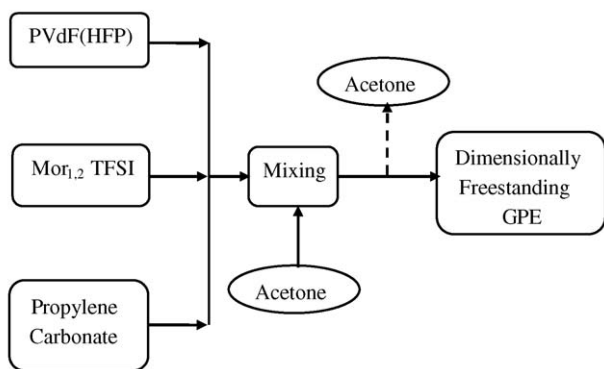 PVdF(HFP)
Mor1,2 TFSI
Propylene
Carbonate
Mixing
Acetone
Acetone
Dimensionally
Freestanding
GPE